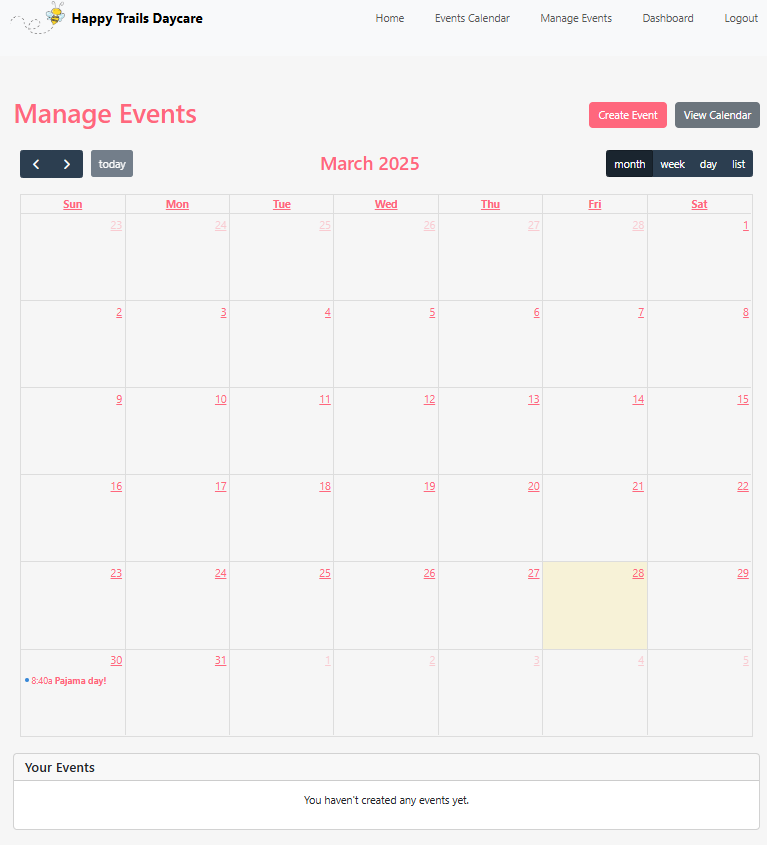 Happy Trails Daycare Home Events Calendar Manage Events Dashboard Logout
Manage Events Create Event View Calendar
today March 2025 month week day list
Sun Mon Tue Wed Thu Fri Sat
23 24 25 26 27 28 1
2 3 4 5 6 7 8
9 10 11 12 13 14 15
16 17 18 19 20 21 22
23 24 25 26 27 28 29
30 31 1 2 3 4 5
8:40a Pajama day!
Your Events
You haven't created any events yet.